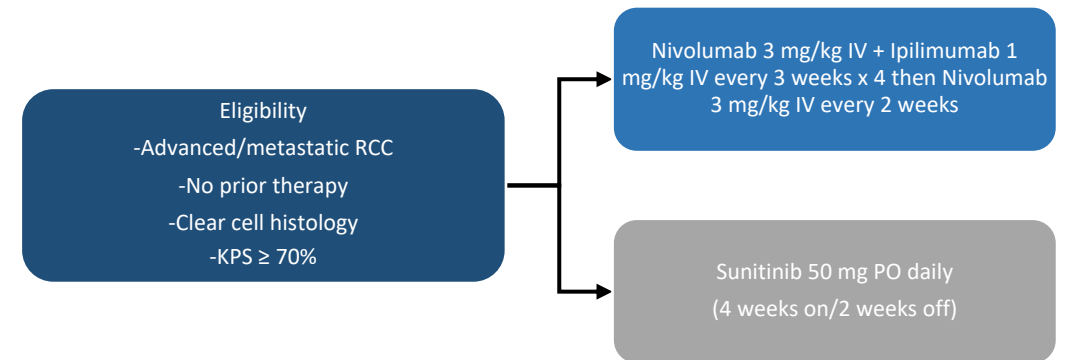 Eligibility
-Advanced/metastatic RCC
-No prior therapy
-Clear cell histology
-KPS ≥ 70%
Nivolumab 3 mg/kg IV + Ipilimumab 1
mg/kg IV every 3 weeks x 4 then Nivolumab
3 mg/kg IV every 2 weeks
Sunitinib 50 mg PO daily
(4 weeks on/2 weeks off)